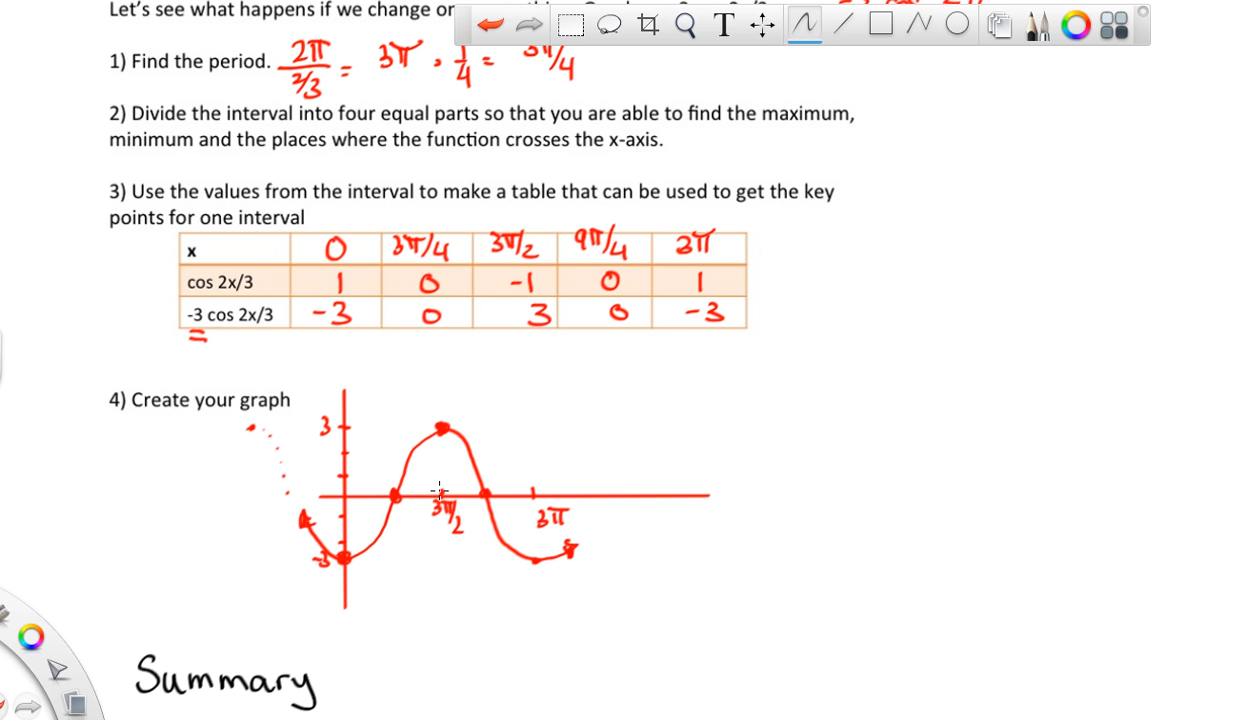 Let's see what happens if we change or
1) Find the period. 2π / 2/3 = 3π · 1/4 = 3π/4
2) Divide the interval into four equal parts so that you are able to find the maximum,
minimum and the places where the function crosses the x-axis.
3) Use the values from the interval to make a table that can be used to get the key
points for one interval
x 0 3π/4 3π/2 9π/4 3π
cos 2x/3 1 0 -1 0 1
-3 cos 2x/3 -3 0 3 0 -3
=
4) Create your graph
3
3π/2 3π
-3
Summary
T